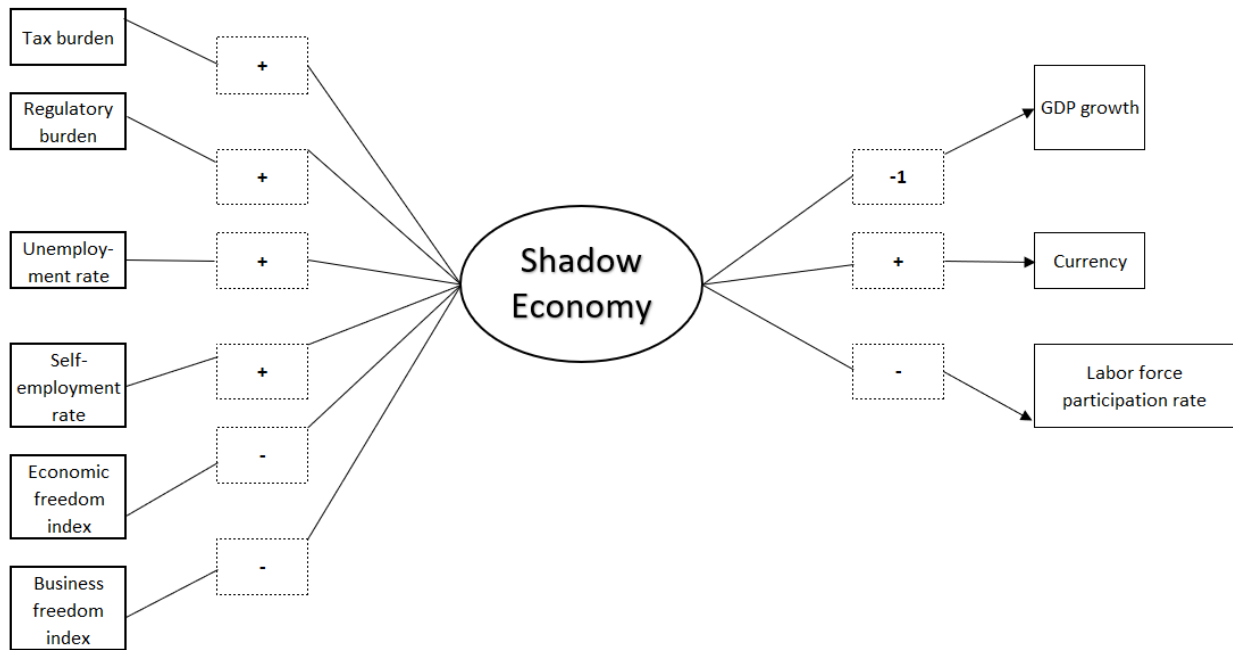 Tax burden
+
Regulatory
burden
+
Unemploy-
ment rate
+
Self-
employment
rate
+
Economic
freedom
index
-
Business
freedom
index
-
Shadow
Economy
-1
GDP growth
+
Currency
-
Labor force
participation rate